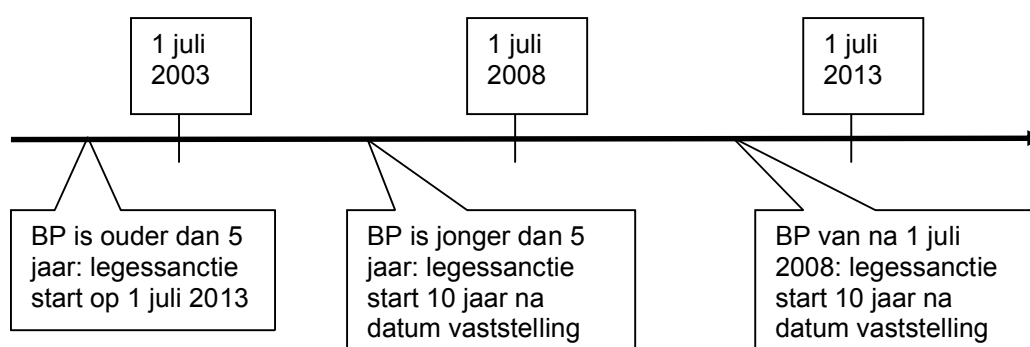 1 juli
2003
1 juli
2008
1 juli
2013
BP is ouder dan 5
jaar: legessanctie
start op 1 juli 2013
BP is jonger dan 5
jaar: legessanctie
start 10 jaar na
datum vaststelling
BP van na 1 juli
2008: legessanctie
start 10 jaar na
datum vaststelling